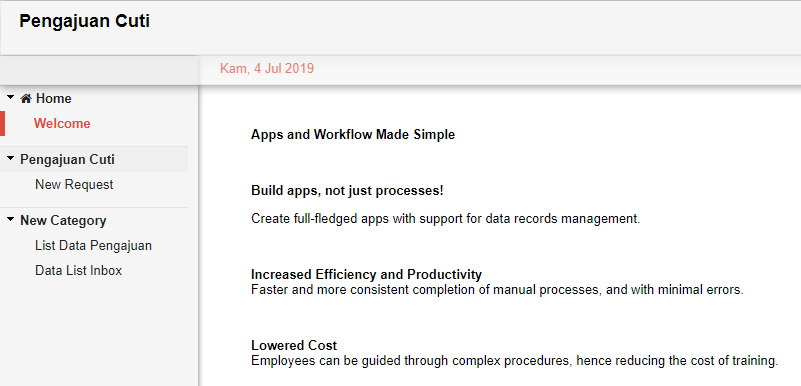 Pengajuan Cuti
Kam, 4 Jul 2019
Home
Welcome
Pengajuan Cuti
New Request
New Category
List Data Pengajuan
Data List Inbox
Apps and Workflow Made Simple
Build apps, not just processes!
Create full-fledged apps with support for data records management.
Increased Efficiency and Productivity
Faster and more consistent completion of manual processes, and with minimal errors.
Lowered Cost
Employees can be guided through complex procedures, hence reducing the cost of training.